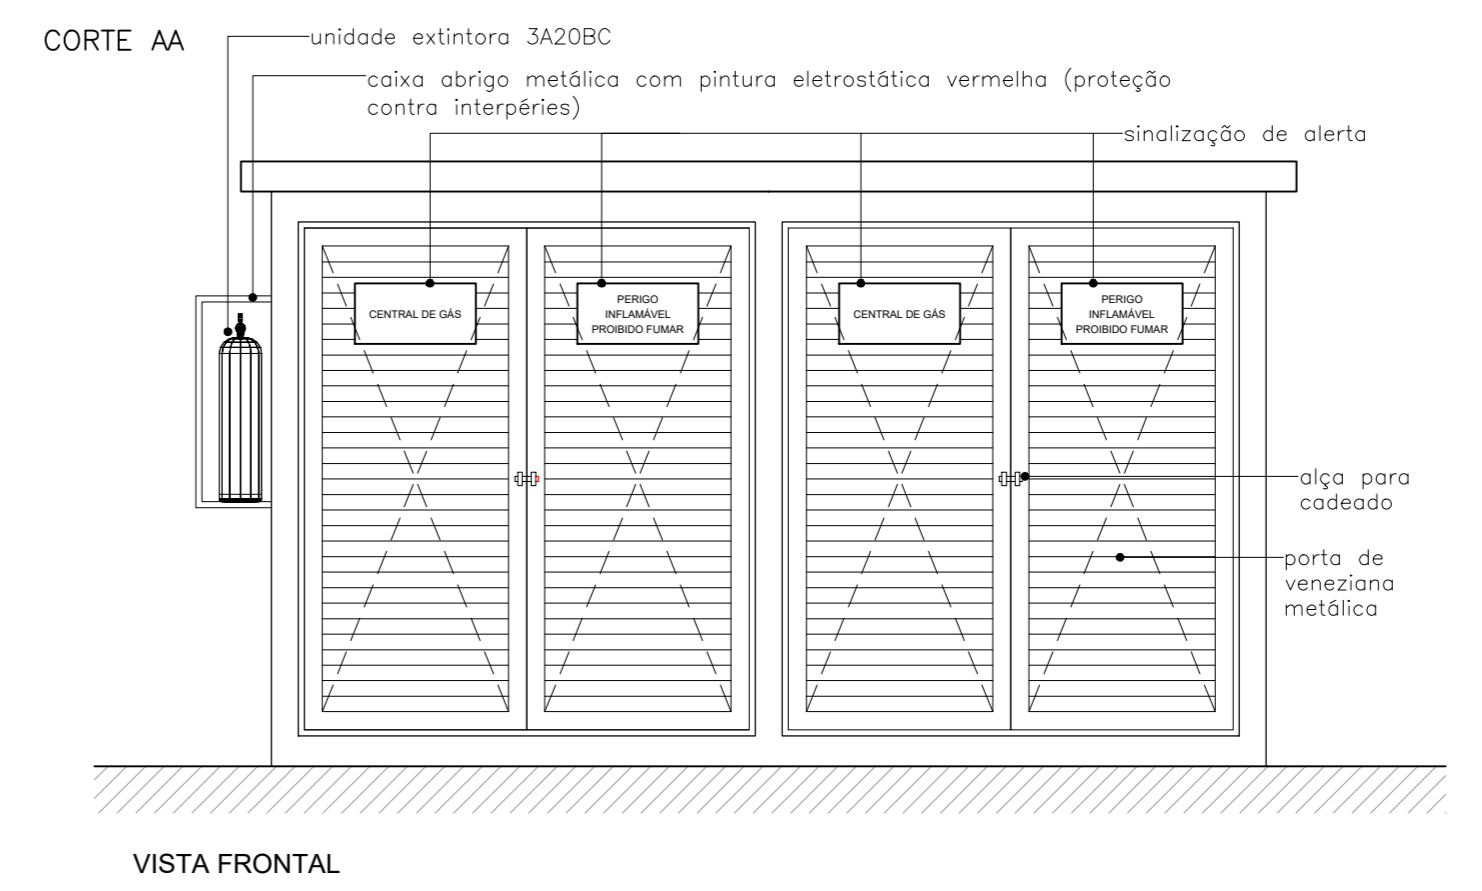 CORTE AA
unidade extintora 3A20BC
caixa abrigo metálica com pintura eletrostática vermelha (proteção
contra interpéries)
sinalização de alerta
CENTRAL DE GÁS
PERIGO
INFLAMÁVEL
PROIBIDO FUMAR
CENTRAL DE GÁS
PERIGO
INFLAMÁVEL
PROIBIDO FUMAR
alça para
cadeado
porta de
veneziana
metálica
VISTA FRONTAL